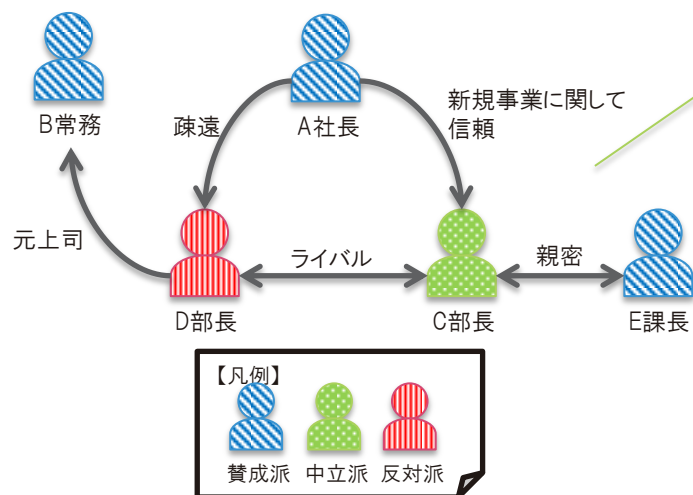 B常務
疎遠
A社長
新規事業に関して
信頼
元上司
ライバル
親密
D部長
C部長
E課長
【凡例】
賛成派
中立派
反対派